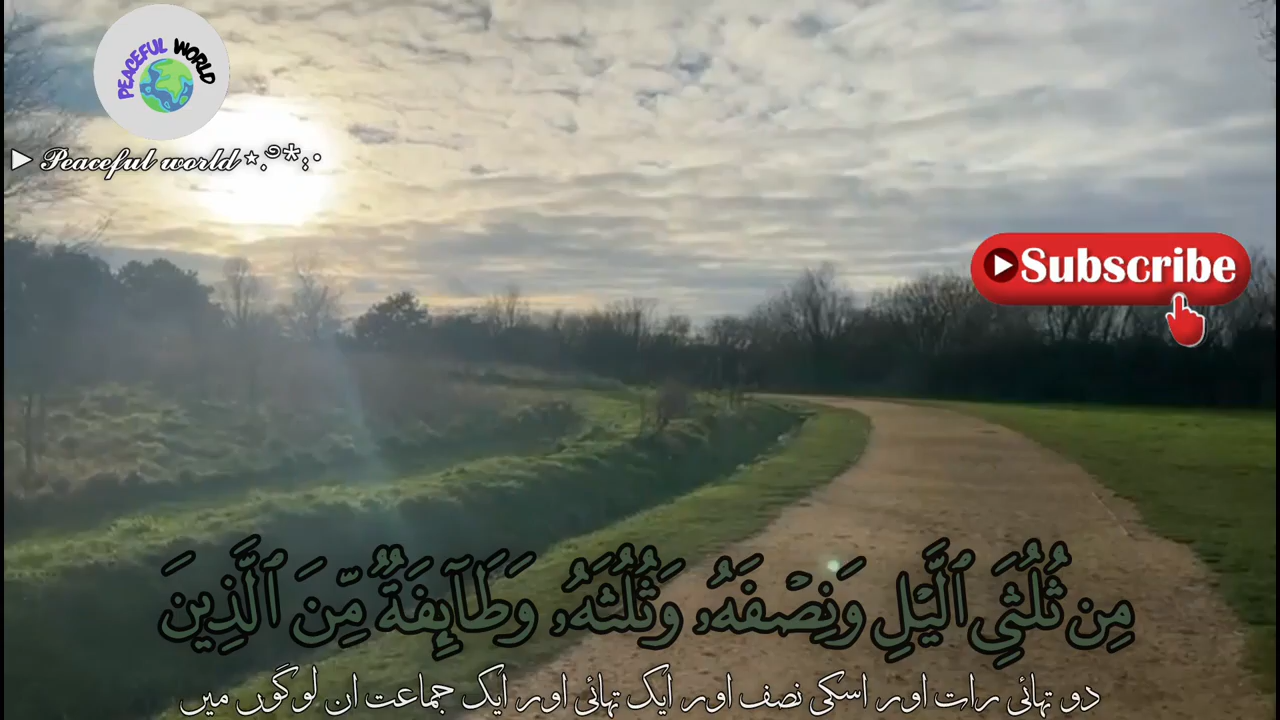 PEACEFUL WORLD
Peaceful world ⋆.࿐*:•
Subscribe
مِن ثُلُثَىِ ٱلَّيْلِ وَنِصْفَهُۥ وَثُلُثَهُۥ وَطَآئِفَةٌ مِّنَ ٱلَّذِينَ
دو تہائی رات اور اسکی نصف اور ایک تہائی اور ایک جماعت ان لوگوں میں